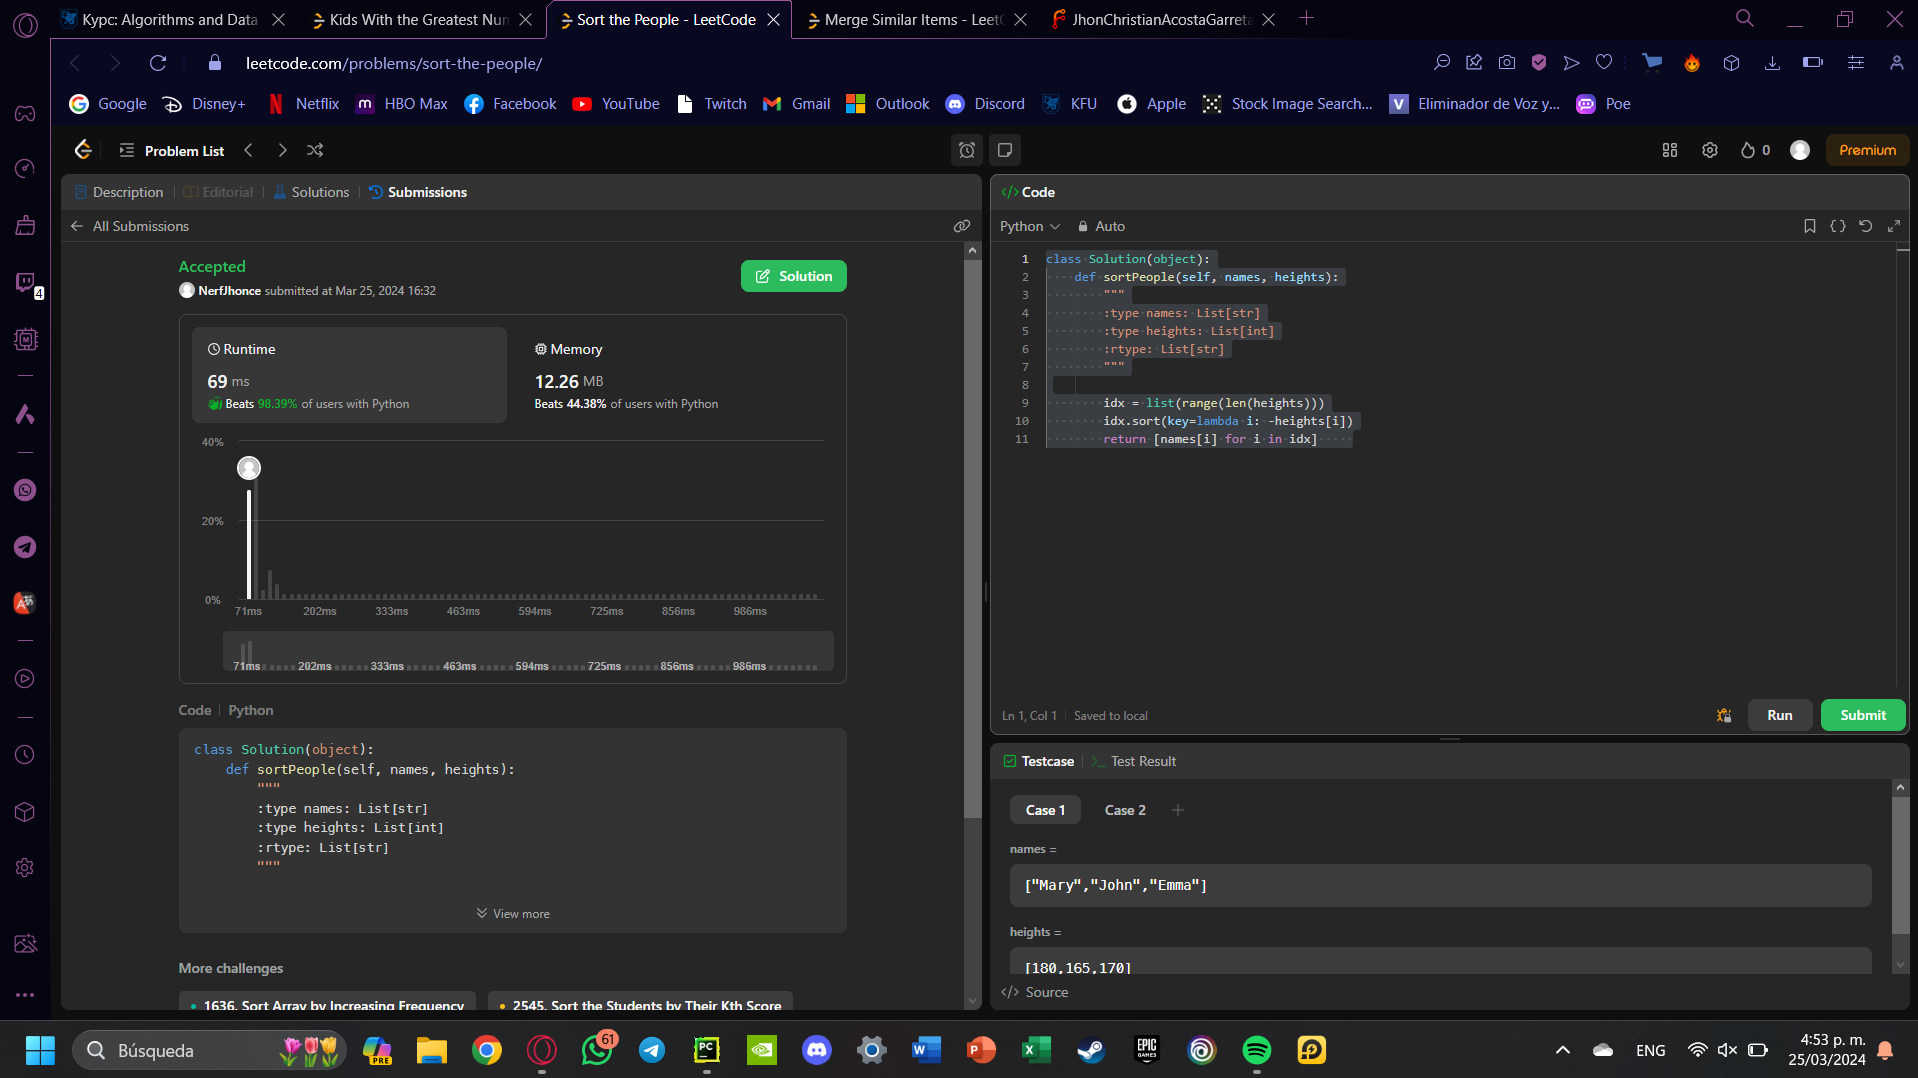 Курс: Algorithms and Data
Kids With the Greatest Num
Sort the People - LeetCode
Merge Similar Items - Leet
JhonChristianAcostaGarreta
leetcode.com/problems/sort-the-people/
Google
Disney+
Netflix
HBO Max
Facebook
YouTube
Twitch
Gmail
Outlook
Discord
KFU
Apple
Stock Image Search...
Eliminador de Voz y...
Poe
Problem List
0
Premium
Description
Editorial
Solutions
Submissions
All Submissions
Accepted
NerfJhonce submitted at Mar 25, 2024 16:32
Solution
Runtime
69 ms
Beats 98.39% of users with Python
Memory
12.26 MB
Beats 44.38% of users with Python
40%
20%
0%
71ms 202ms 333ms 463ms 594ms 725ms 856ms 986ms
71ms 202ms 333ms 463ms 594ms 725ms 856ms 986ms
Code | Python
class Solution(object):
def sortPeople(self, names, heights):
"""
:type names: List[str]
:type heights: List[int]
:rtype: List[str]
"""
View more
More challenges
1636. Sort Array by Increasing Frequency
2545. Sort the Students by Their Kth Score
</> Code
Python
Auto
1 class Solution(object):
2 def sortPeople(self, names, heights):
3 """
4 :type names: List[str]
5 :type heights: List[int]
6 :rtype: List[str]
7 """
8
9 idx = list(range(len(heights)))
10 idx.sort(key=lambda i: -heights[i])
11 return [names[i] for i in idx]
Ln 1, Col 1 | Saved to local
Run
Submit
Testcase
Test Result
Case 1
Case 2
+
names =
["Mary","John","Emma"]
heights =
[180,165,170]
</> Source
4
Búsqueda
PRE
61
PC
EPIC GAMES
ENG
4:53 p. m.
25/03/2024